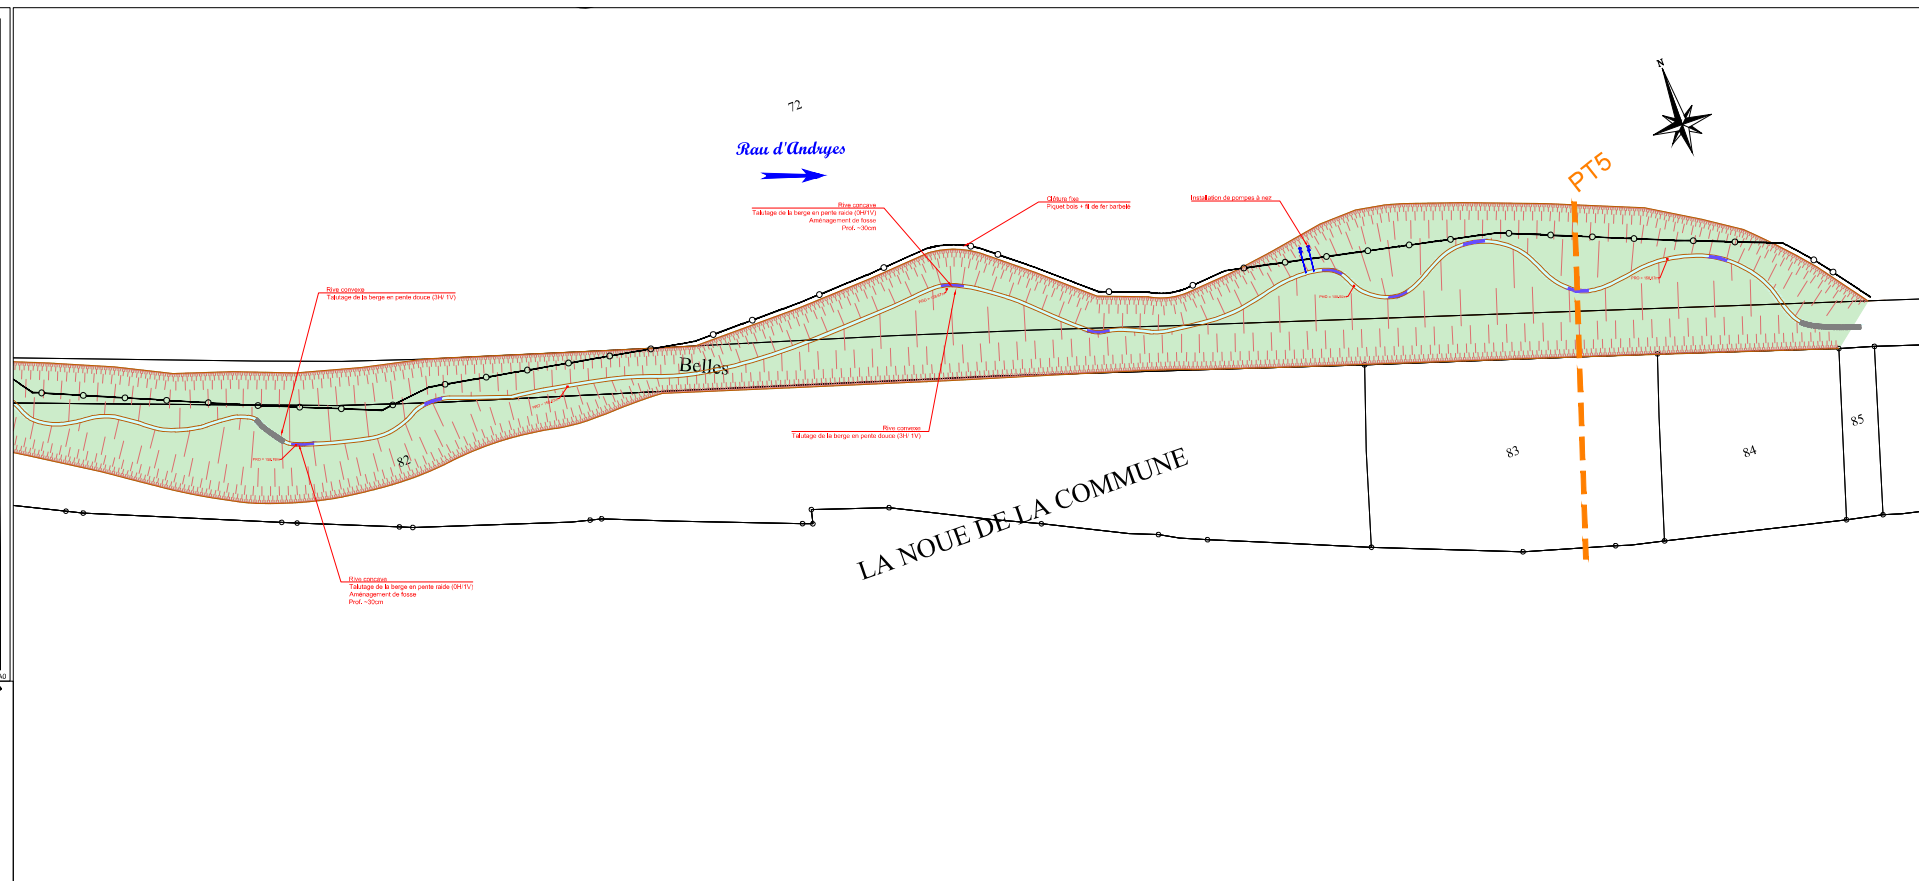 72
N
Rau d'Andryes
PT5
Rive concave
Talutage de la berge en pente raide (0H/1V)
Aménagement de fosse
Prof. ~30cm
Clôture fixe
Piquet bois + fil de fer barbelé
Installation de pompes à nez
Rive convexe
Talutage de la berge en pente douce (3H/ 1V)
Belles
Rive convexe
Talutage de la berge en pente douce (3H/ 1V)
82
83
84
85
LA NOUE DE LA COMMUNE
Rive concave
Talutage de la berge en pente raide (0H/1V)
Aménagement de fosse
Prof. ~30cm